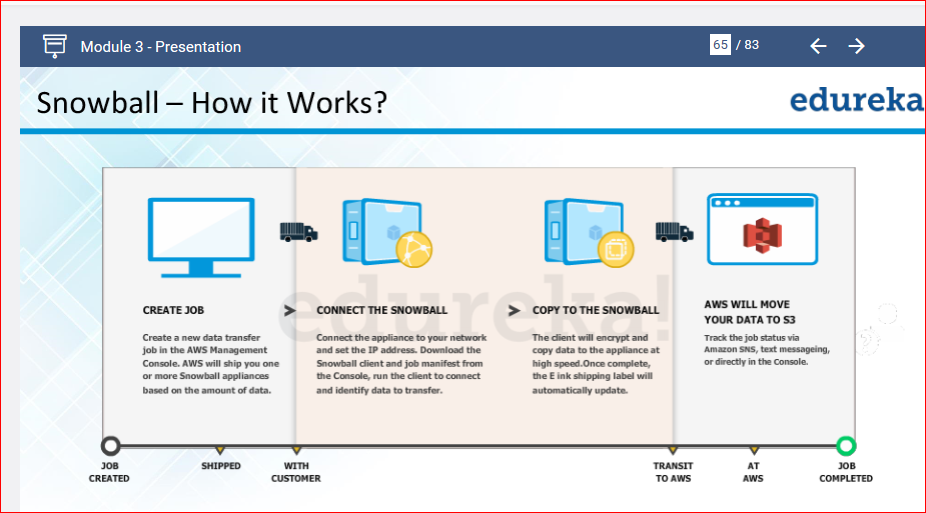 Module 3 - Presentation
65 / 83
Snowball – How it Works?
edureka
edureka!
CREATE JOB
Create a new data transfer
job in the AWS Management
Console. AWS will ship you one
or more Snowball appliances
based on the amount of data.
CONNECT THE SNOWBALL
Connect the appliance to your network
and set the IP address. Download the
Snowball client and job manifest from
the Console, run the client to connect
and identify data to transfer.
COPY TO THE SNOWBALL
The client will encrypt and
copy data to the appliance at
high speed.Once complete,
the E ink shipping label will
automatically update.
AWS WILL MOVE
YOUR DATA TO S3
Track the job status via
Amazon SNS, text messageing,
or directly in the Console.
JOB
CREATED
SHIPPED
WITH
CUSTOMER
TRANSIT
TO AWS
AT
AWS
JOB
COMPLETED